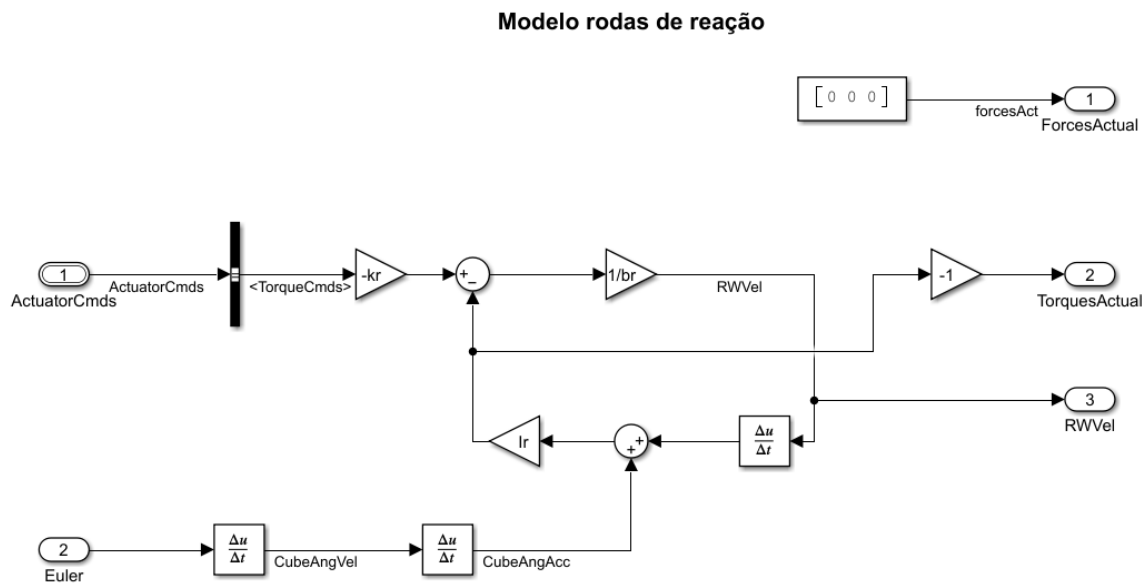 Modelo rodas de reação
[ 0 0 0 ]
forcesAct
1
ForcesActual
1
ActuatorCmds
ActuatorCmds
<TorqueCmds>
-kr
+
−
1/br
RWVel
-1
2
TorquesActual
3
RWVel
Ir
+
+
Δu
Δt
2
Euler
Δu
Δt
CubeAngVel
Δu
Δt
CubeAngAcc